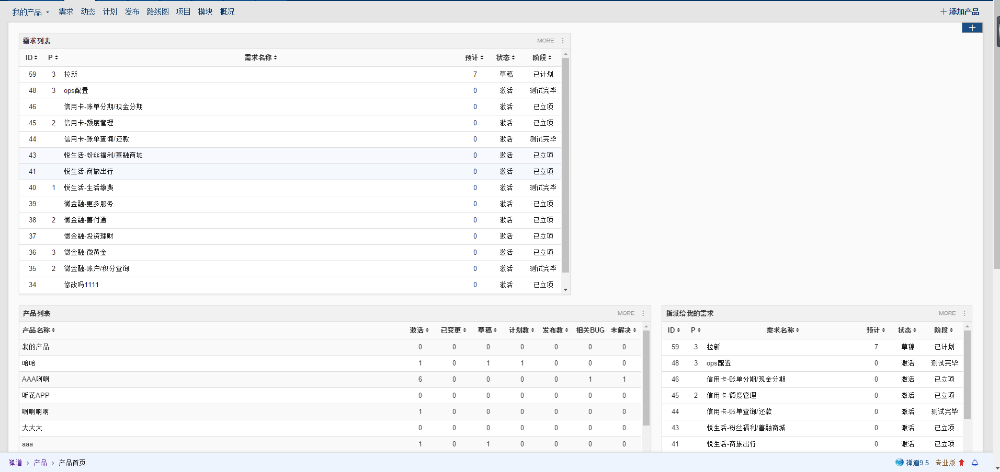 我的产品 需求 动态 计划 发布 路线图 项目 模块 概况 添加产品
需求列表 MORE
ID P 需求名称 预计 状态 阶段
59 3 拉新 7 草稿 已计划
48 3 ops配置 0 激活 测试完毕
46 信用卡-账单分期/现金分期 0 激活 已立项
45 2 信用卡-额度管理 0 激活 已立项
44 信用卡-账单查询/还款 0 激活 测试完毕
43 悦生活-粉丝福利/善融商城 0 激活 已立项
41 悦生活-商旅出行 0 激活 已立项
40 1 悦生活-生活缴费 0 激活 测试完毕
39 微金融-更多服务 0 激活 已立项
38 2 微金融-善付通 0 激活 已立项
37 微金融-投资理财 0 激活 已立项
36 3 微金融-微黄金 0 激活 已立项
35 2 微金融-账户/积分查询 0 激活 测试完毕
34 修改吗1111 0 激活 已立项
产品列表 MORE
产品名称 激活 已变更 草稿 计划数 发布数 相关BUG 未解决
我的产品 0 0 0 0 0 0 0
哈哈 1 0 1 1 0 0 0
AAA啊啊 6 0 0 0 0 1 1
听花APP 0 0 0 0 0 0 0
啊啊啊啊 1 0 0 0 0 0 0
大大大 0 0 0 0 0 0 0
aaa 1 0 1 0 0 0 0
指派给我的需求 MORE
ID P 需求名称 预计 状态 阶段
59 3 拉新 7 草稿 已计划
48 3 ops配置 0 激活 测试完毕
46 信用卡-账单分期/现金分期 0 激活 已立项
45 2 信用卡-额度管理 0 激活 已立项
44 信用卡-账单查询/还款 0 激活 测试完毕
43 悦生活-粉丝福利/善融商城 0 激活 已立项
41 悦生活-商旅出行 0 激活 已立项
禅道 › 产品 › 产品首页 禅道9.5 专业版